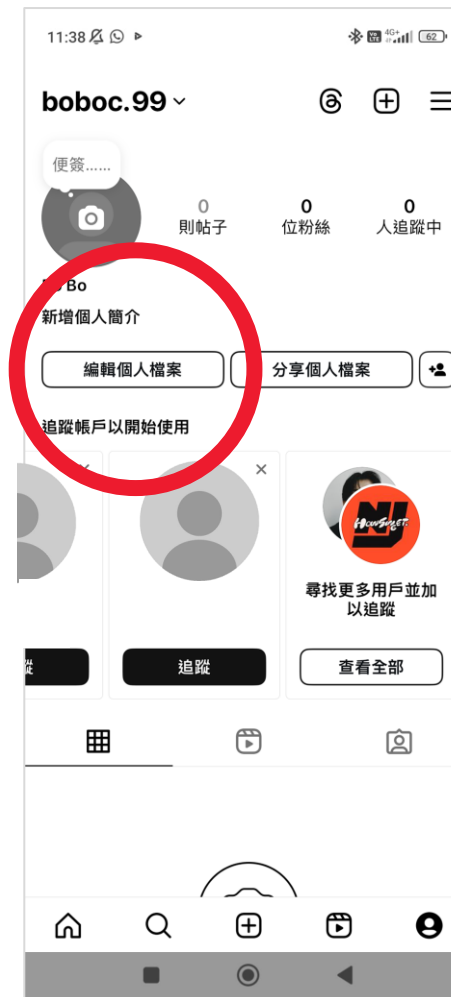 11:38
4G+
62
boboc.99
便簽……
0
則帖子
0
位粉絲
0
人追蹤中
Bo
新增個人簡介
編輯個人檔案
分享個人檔案
追蹤帳戶以開始使用
尋找更多用戶並加
以追蹤
蹤
追蹤
查看全部